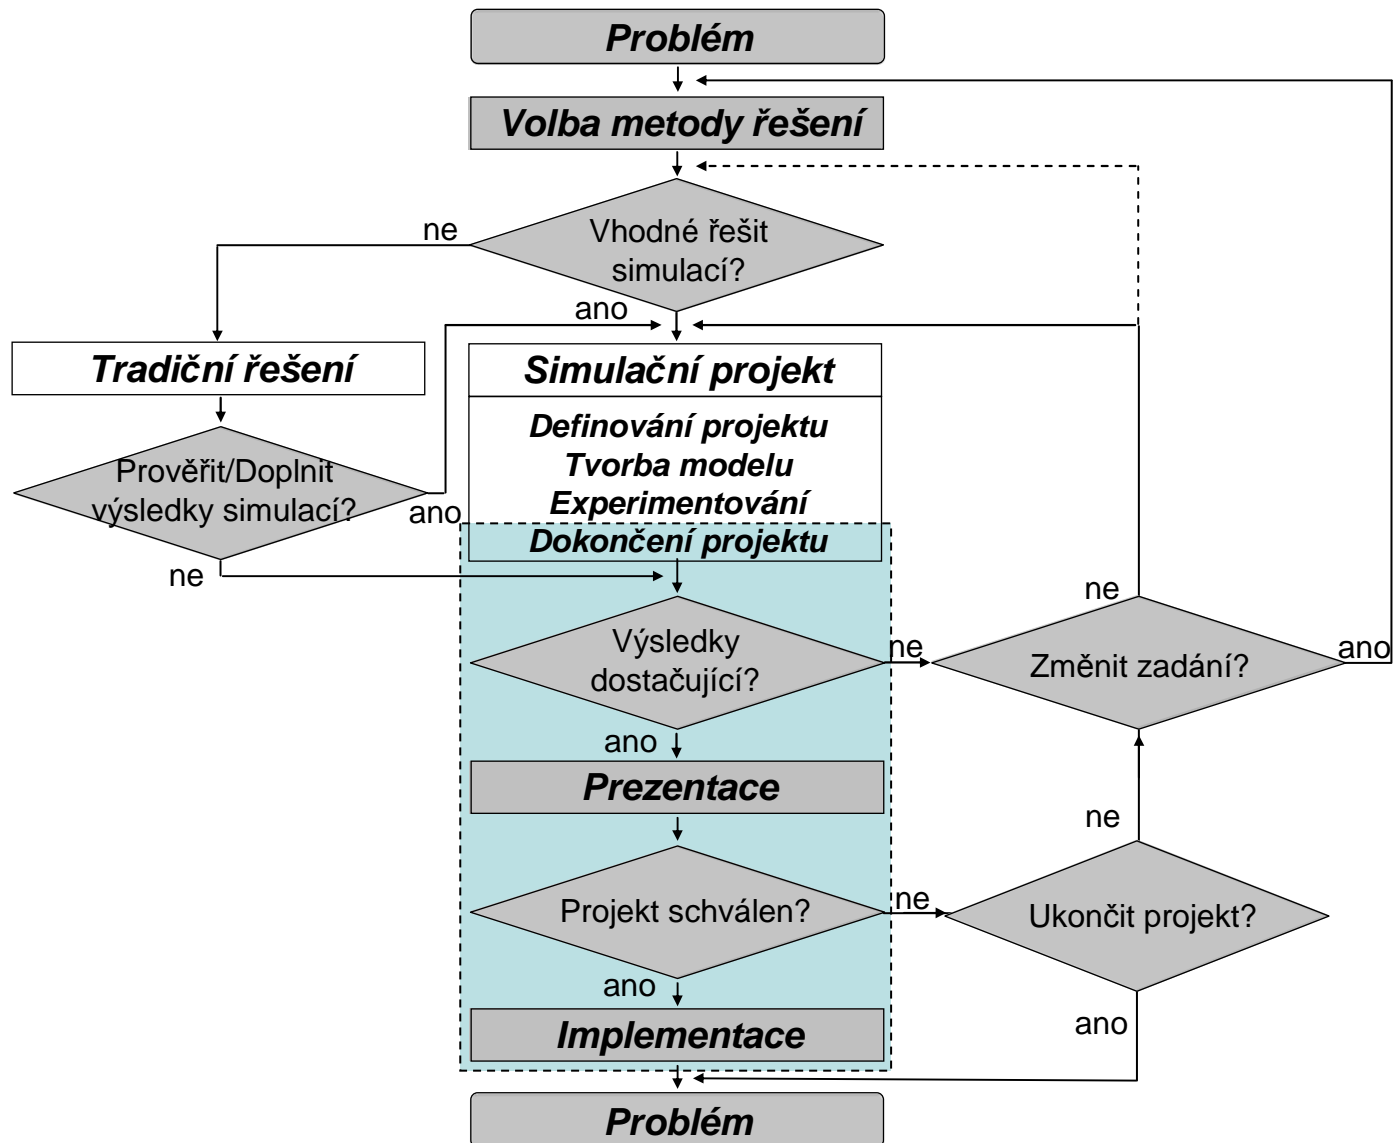 Problém
Volba metody řešení
ne
Vhodné řešit
simulací?
ano
Tradiční řešení
Simulační projekt
Definování projektu
Tvorba modelu
Experimentování
Dokončení projektu
Prověřit/Doplnit
výsledky simulací?
ano
ne
Výsledky
dostačující?
ne
ne
Změnit zadání?
ano
ano
Prezentace
ne
Projekt schválen?
ne
Ukončit projekt?
ano
ano
Implementace
Problém